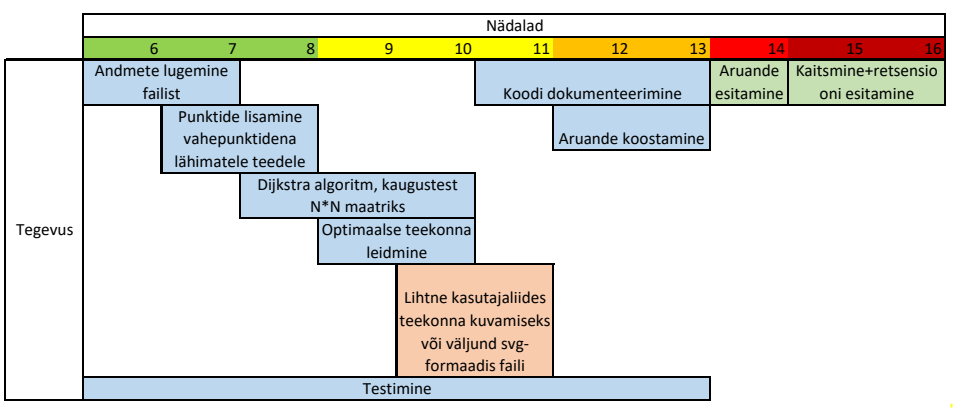 Nädalad
6 7 8 9 10 11 12 13 14 15 16
Tegevus
Andmete lugemine
failist
Koodi dokumenteerimine
Aruande
esitamine
Kaitsmine+retsensio
oni esitamine
Punktide lisamine
vahepunktidena
lähimatele teedele
Aruande koostamine
Dijkstra algoritm, kaugustest
N*N maatriks
Optimaalse teekonna
leidmine
Lihtne kasutajaliides
teekonna kuvamiseks
või väljund svg-
formaadis faili
Testimine